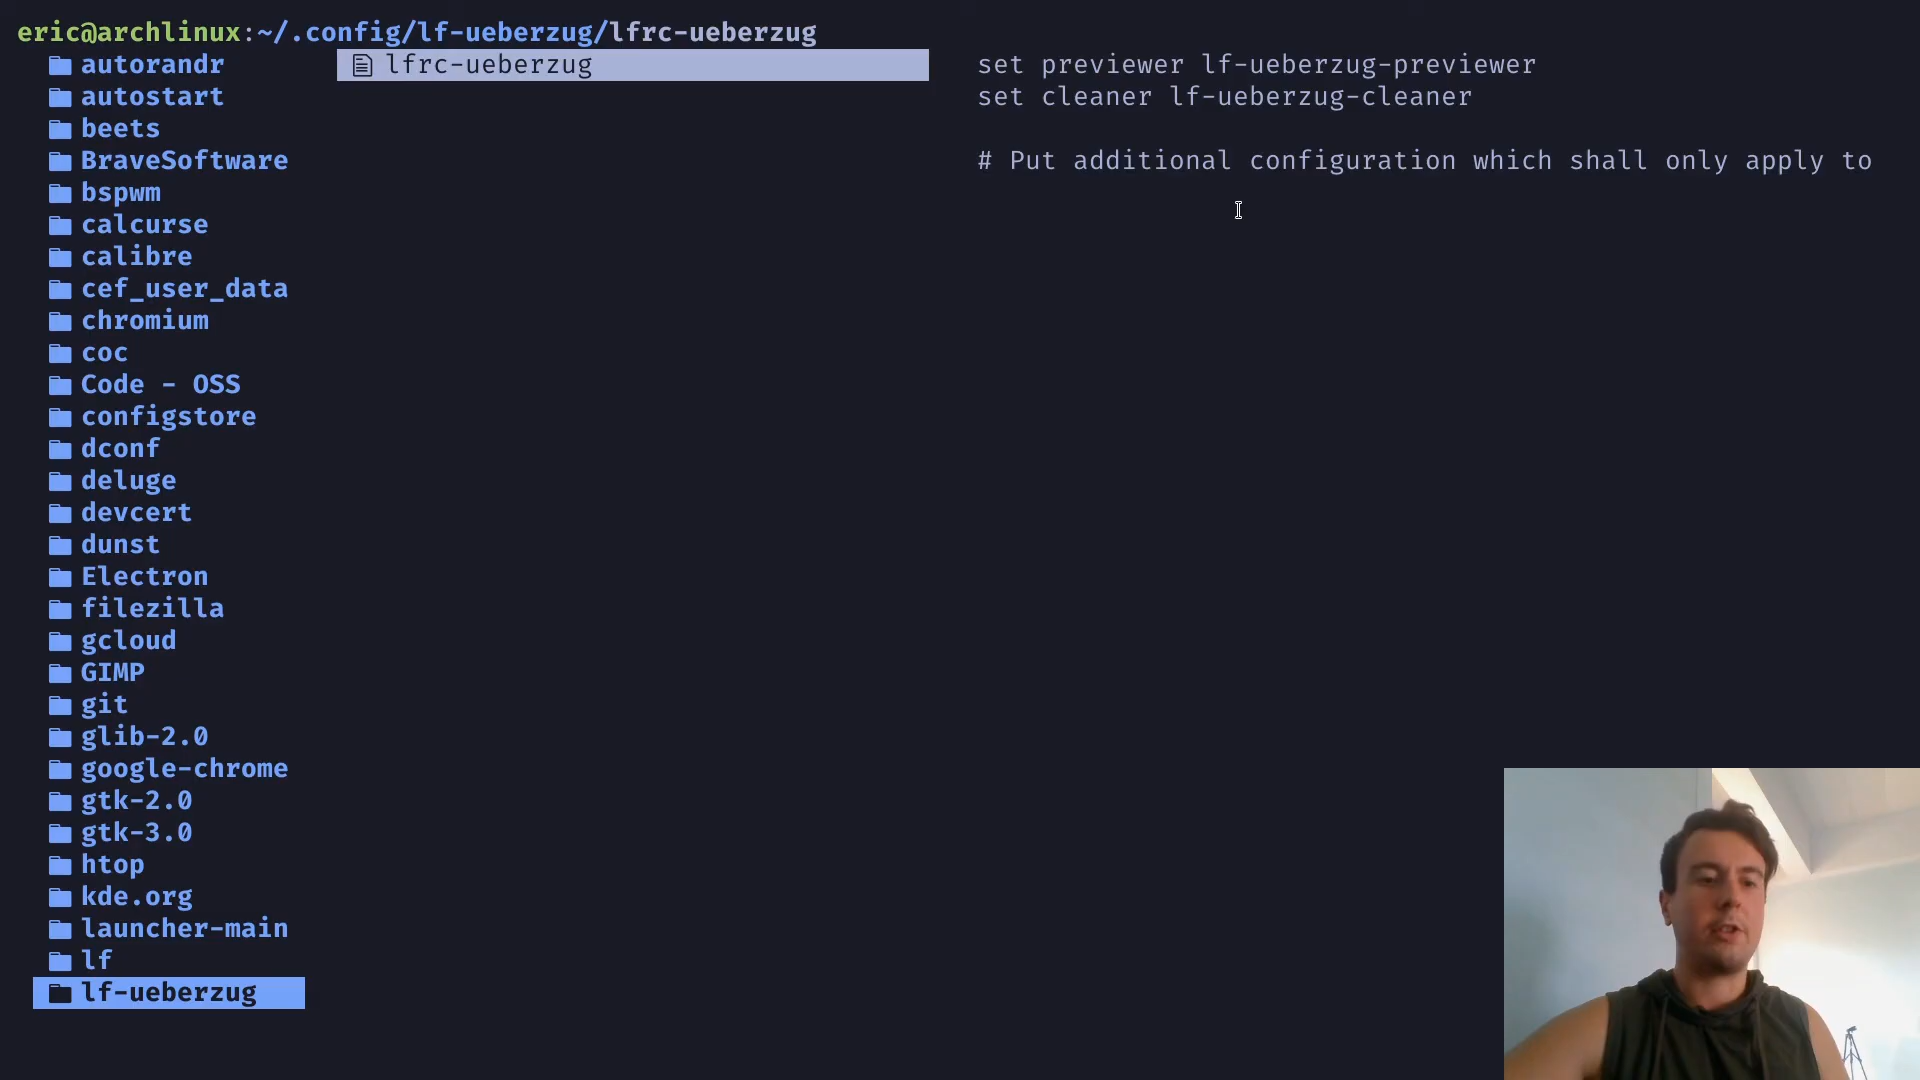 eric@archlinux:~/.config/lf-ueberzug/lfrc-ueberzug
autorandr
autostart
beets
BraveSoftware
bspwm
calcurse
calibre
cef_user_data
chromium
coc
Code - OSS
configstore
dconf
deluge
devcert
dunst
Electron
filezilla
gcloud
GIMP
git
glib-2.0
google-chrome
gtk-2.0
gtk-3.0
htop
kde.org
launcher-main
lf
lf-ueberzug
lfrc-ueberzug
set previewer lf-ueberzug-previewer
set cleaner lf-ueberzug-cleaner
# Put additional configuration which shall only apply to